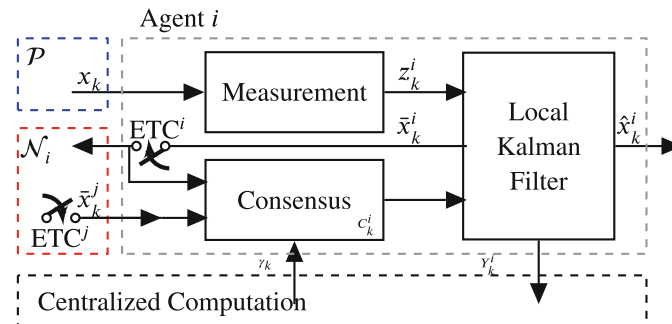 Agent i
𝒫
x_k
Measurement
z_k^i
ETC^i
x̄_k^i
Local
Kalman
Filter
x̂_k^i
𝒩_i
x̄_k^j
ETC^j
Consensus
C_k^i
γ_k
Y_k^i
Centralized Computation